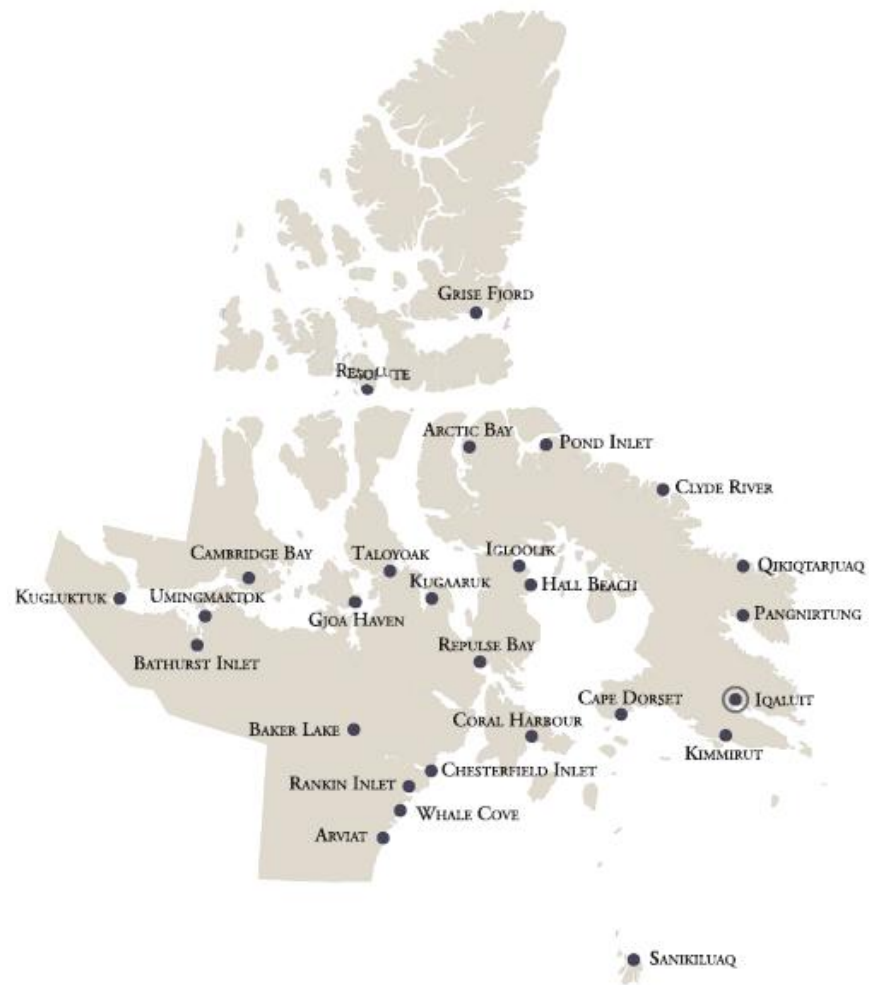 Grise Fjord
Resolute
Arctic Bay
Pond Inlet
Clyde River
Cambridge Bay
Taloyoak
Igloolik
Qikiqtarjuaq
Kugluktuk
Umingmaktok
Kugaaruk
Hall Beach
Gjoa Haven
Pangnirtung
Bathurst Inlet
Repulse Bay
Cape Dorset
Iqaluit
Baker Lake
Coral Harbour
Kimmirut
Chesterfield Inlet
Rankin Inlet
Whale Cove
Arviat
Sanikiluaq